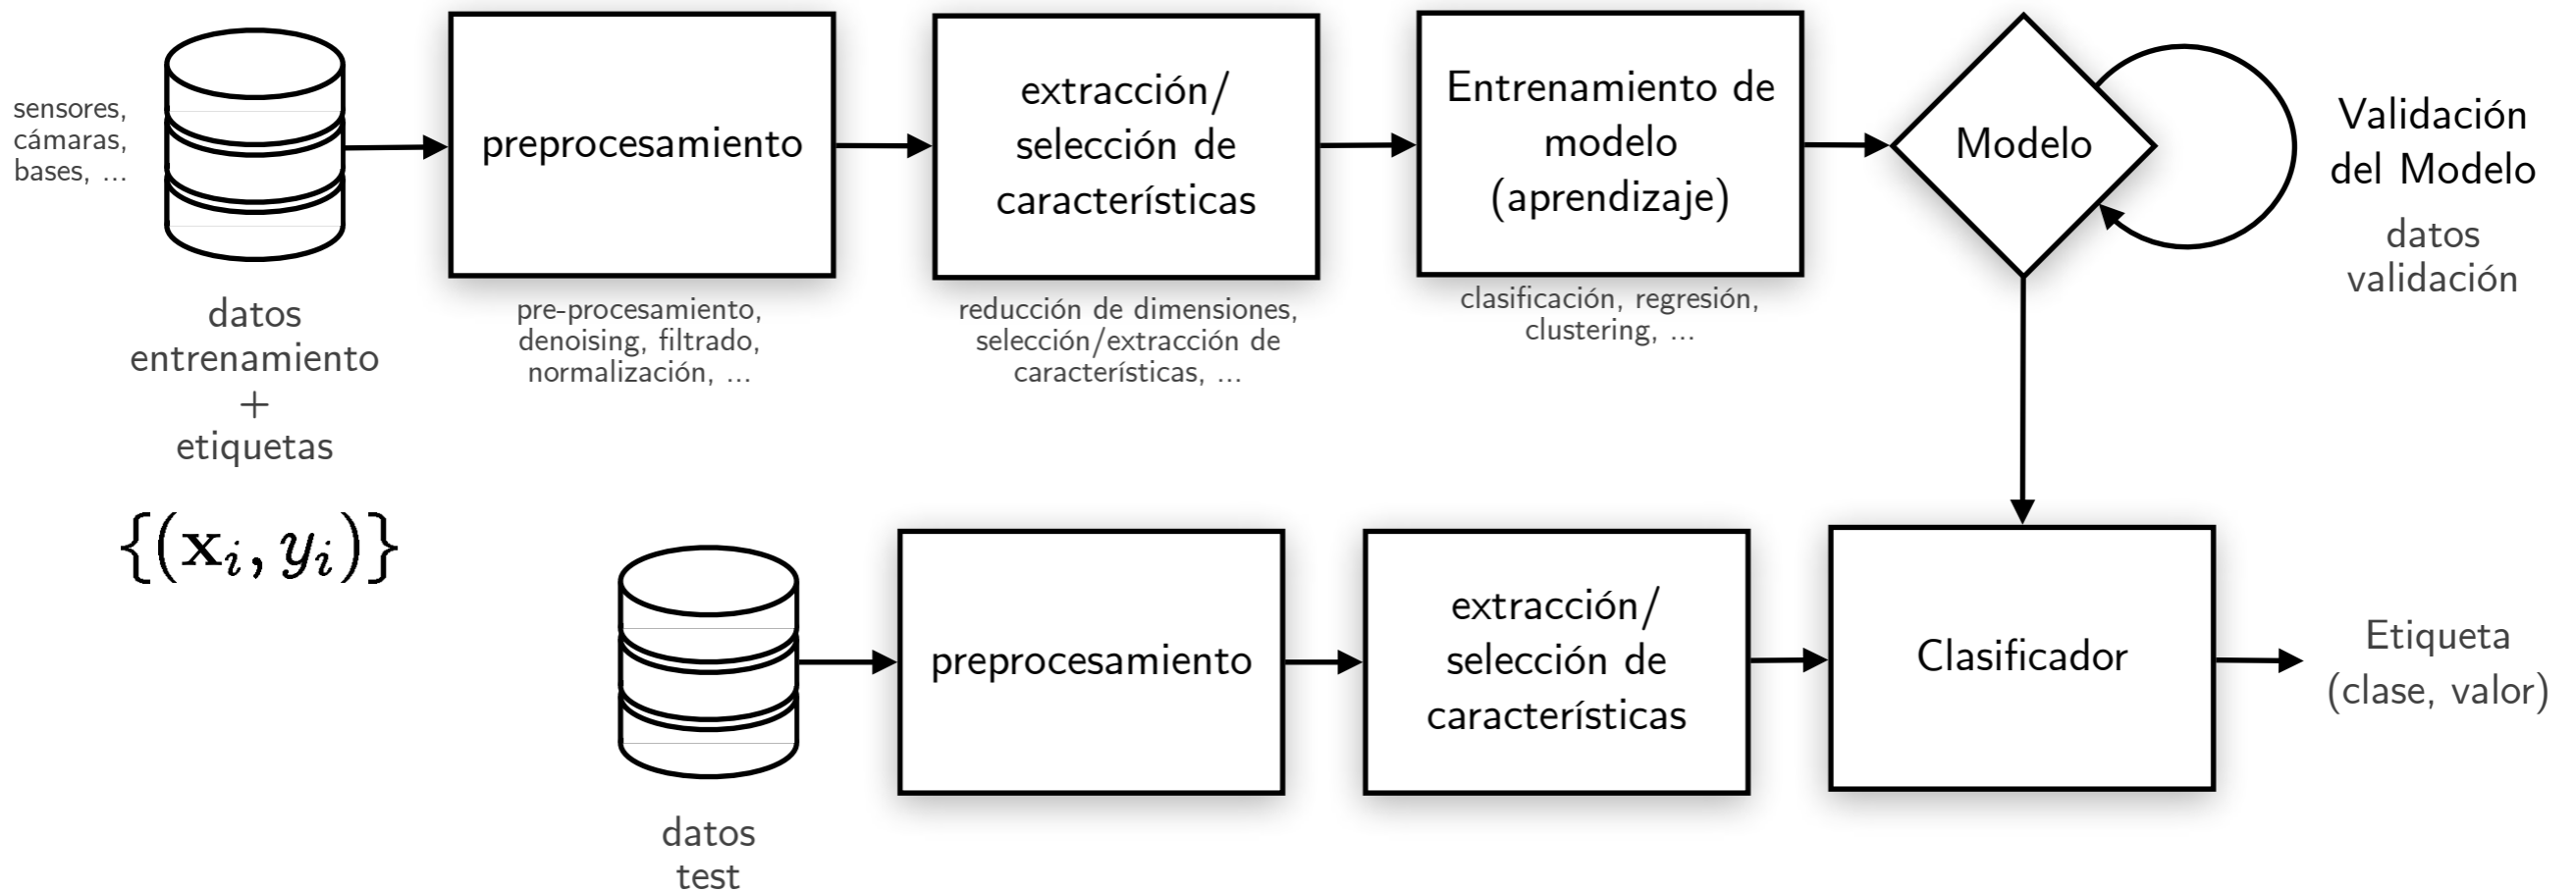 sensores,
cámaras,
bases, ...
datos
entrenamiento
+
etiquetas
{(x_i, y_i)}
preprocesamiento
pre-procesamiento,
denoising, filtrado,
normalización, ...
extracción/
selección de
características
reducción de dimensiones,
selección/extracción de
características, ...
Entrenamiento de
modelo
(aprendizaje)
clasificación, regresión,
clustering, ...
Modelo
Validación
del Modelo
datos
validación
datos
test
preprocesamiento
extracción/
selección de
características
Clasificador
Etiqueta
(clase, valor)